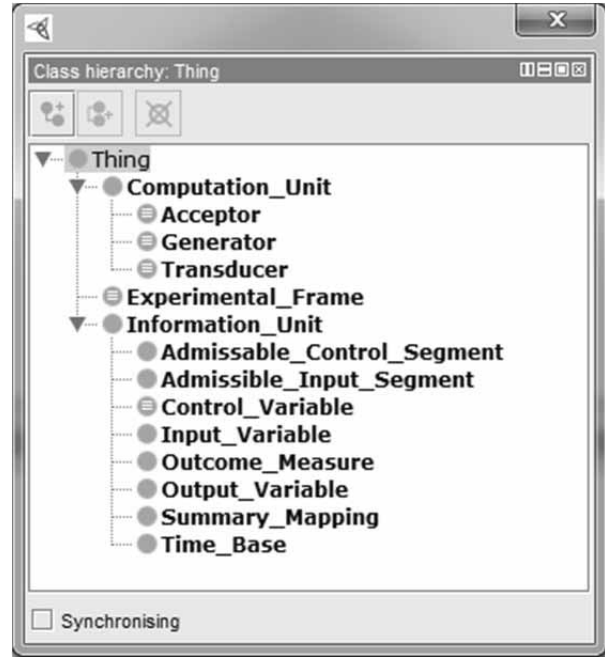 Class hierarchy: Thing
Thing
Computation_Unit
Acceptor
Generator
Transducer
Experimental_Frame
Information_Unit
Admissable_Control_Segment
Admissible_Input_Segment
Control_Variable
Input_Variable
Outcome_Measure
Output_Variable
Summary_Mapping
Time_Base
Synchronising